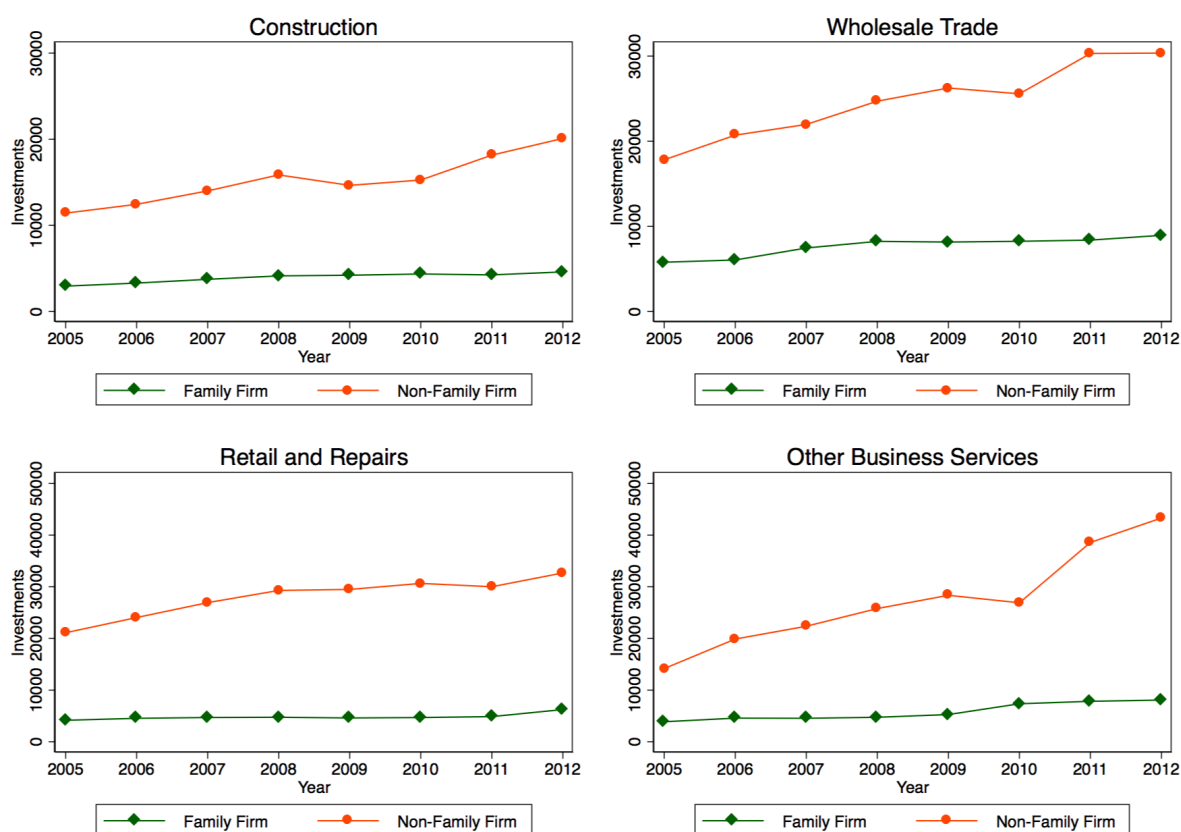 Construction
Investments
0 10000 20000 30000
2005 2006 2007 2008 2009 2010 2011 2012
Year
Family Firm Non-Family Firm
Wholesale Trade
Investments
0 10000 20000 30000
2005 2006 2007 2008 2009 2010 2011 2012
Year
Family Firm Non-Family Firm
Retail and Repairs
Investments
0 10000 20000 30000 40000 50000
2005 2006 2007 2008 2009 2010 2011 2012
Year
Family Firm Non-Family Firm
Other Business Services
Investments
0 10000 20000 30000 40000 50000
2005 2006 2007 2008 2009 2010 2011 2012
Year
Family Firm Non-Family Firm